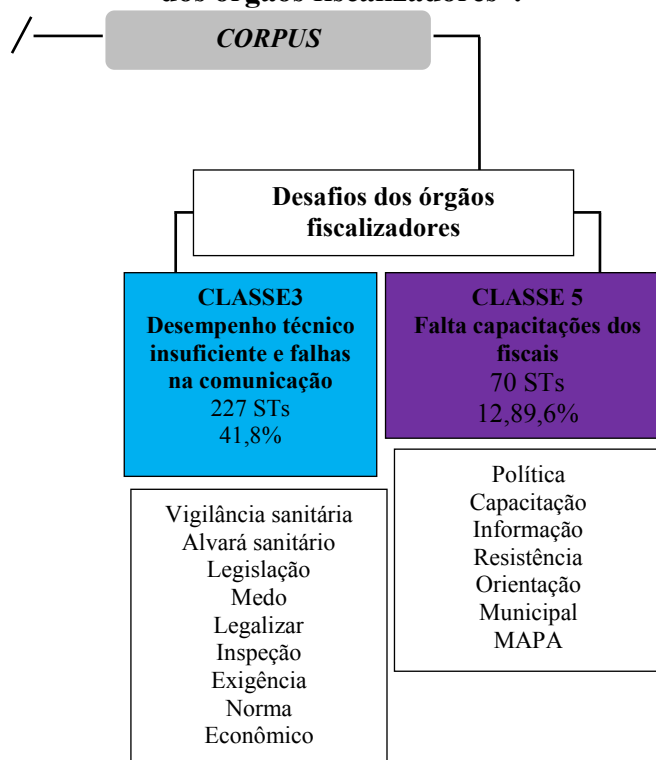 dos órgãos fiscalizadores".
CORPUS
Desafios dos órgãos
fiscalizadores
CLASSE3
Desempenho técnico
insuficiente e falhas
na comunicação
227 STs
41,8%
CLASSE 5
Falta capacitações dos
fiscais
70 STs
12,89,6%
Vigilância sanitária
Alvará sanitário
Legislação
Medo
Legalizar
Inspeção
Exigência
Norma
Econômico
Política
Capacitação
Informação
Resistência
Orientação
Municipal
MAPA